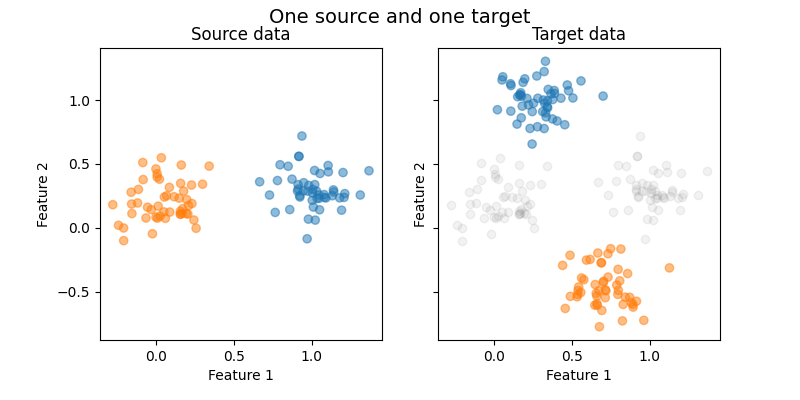 One source and one target
Source data
Target data
1.0
0.5
0.0
−0.5
Feature 2
0.0 0.5 1.0
Feature 1
Feature 2
0.0 0.5 1.0
Feature 1